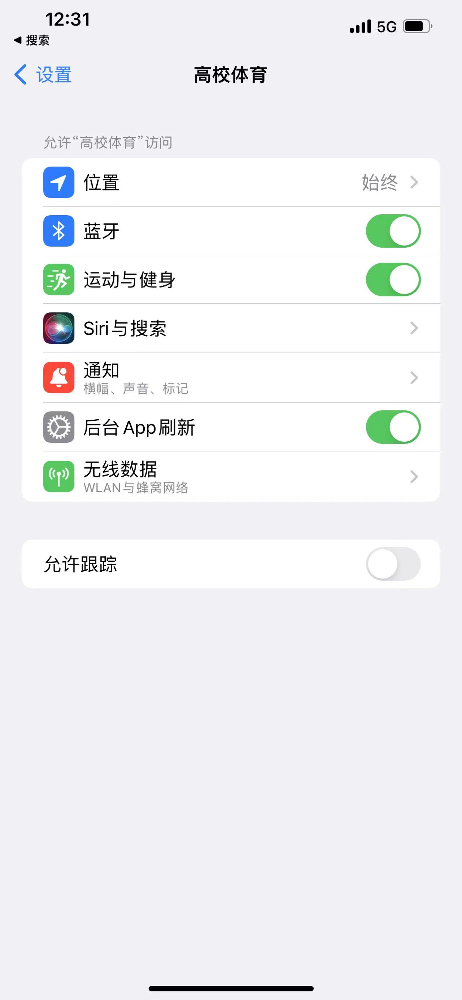 12:31
5G
◀ 搜索
设置
高校体育
允许“高校体育”访问
位置
始终
蓝牙
运动与健身
Siri与搜索
通知
横幅、声音、标记
后台App刷新
无线数据
WLAN与蜂窝网络
允许跟踪